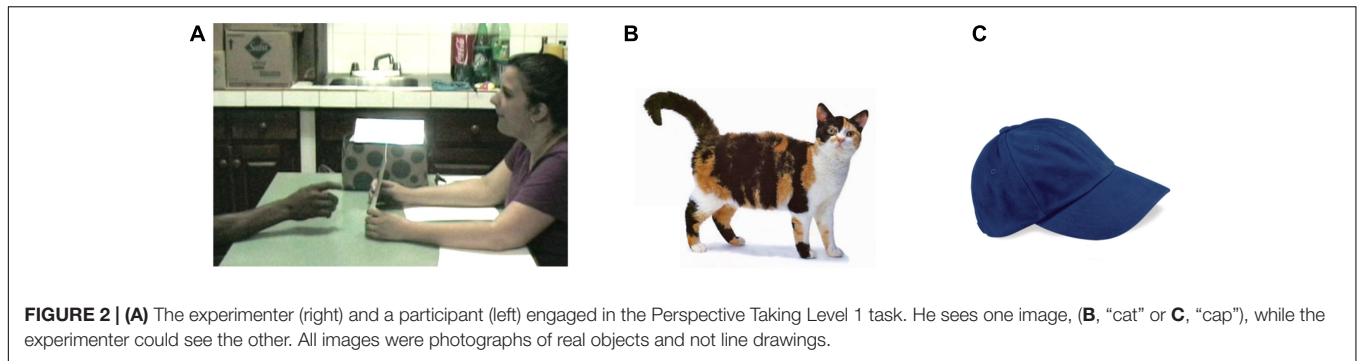 A
B
C
Coca-Cola
FIGURE 2 | (A) The experimenter (right) and a participant (left) engaged in the Perspective Taking Level 1 task. He sees one image, (B, “cat” or C, “cap”), while the
experimenter could see the other. All images were photographs of real objects and not line drawings.